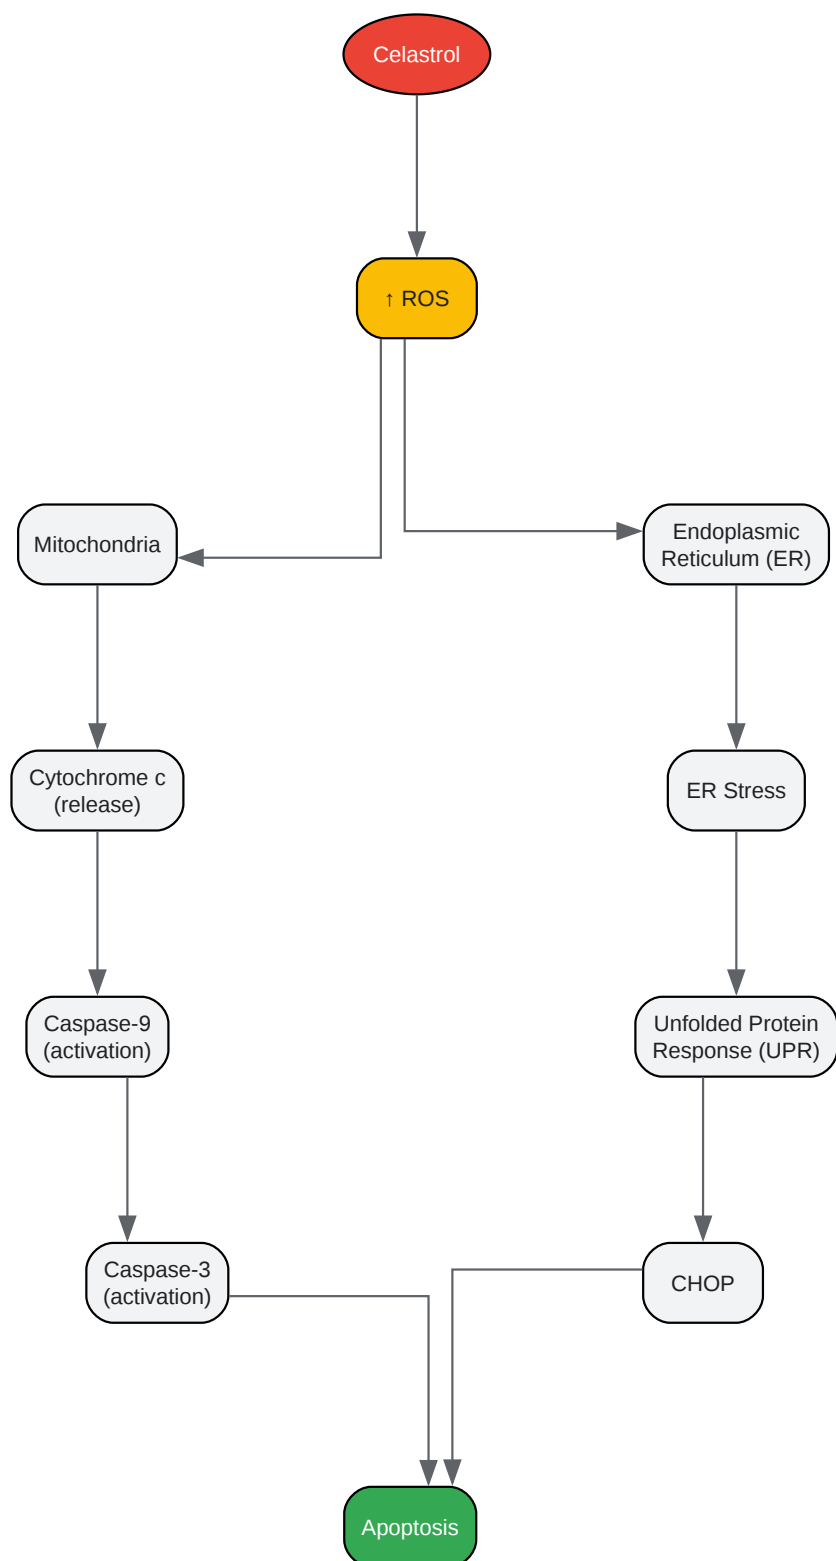 Celastrol
↑ ROS
Mitochondria
Endoplasmic
Reticulum (ER)
Cytochrome c
(release)
ER Stress
Caspase-9
(activation)
Unfolded Protein
Response (UPR)
Caspase-3
(activation)
CHOP
Apoptosis